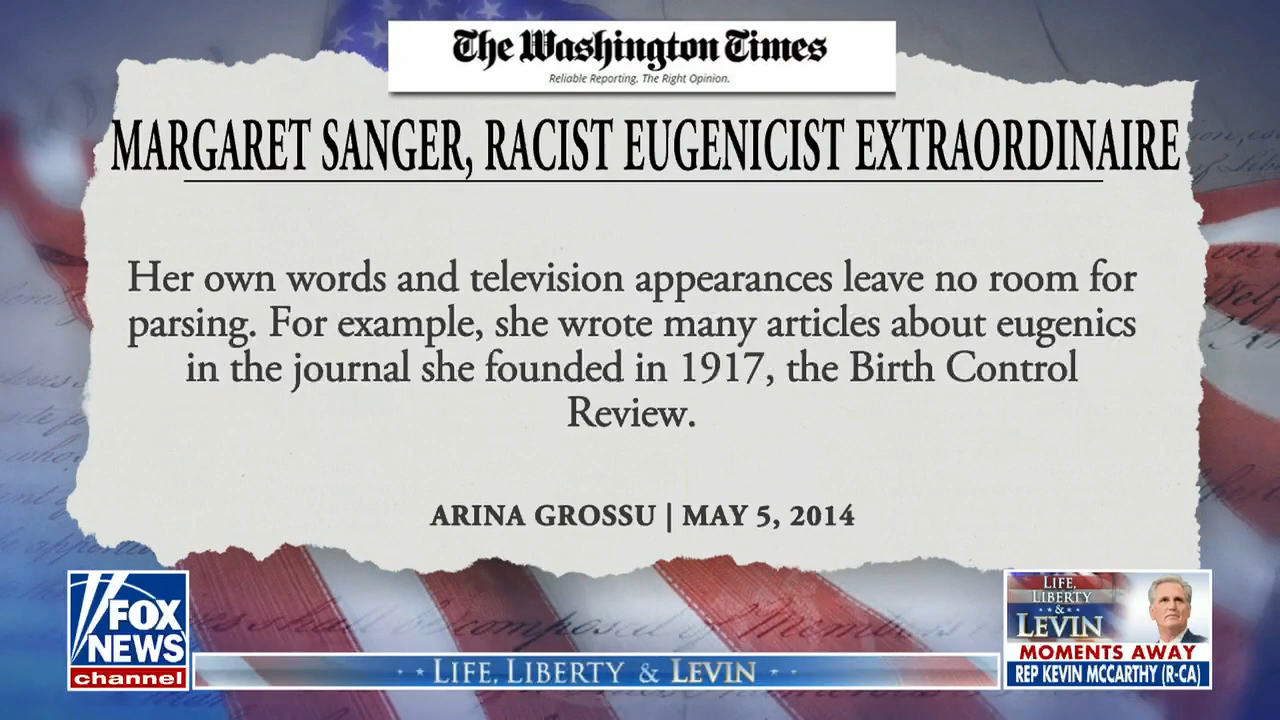 The Washington Times
Reliable Reporting. The Right Opinion.
MARGARET SANGER, RACIST EUGENICIST EXTRAORDINAIRE
Her own words and television appearances leave no room for
parsing. For example, she wrote many articles about eugenics
in the journal she founded in 1917, the Birth Control
Review.
ARINA GROSSU | MAY 5, 2014
FOX
NEWS
channel
LIFE, LIBERTY & LEVIN
LIFE,
LIBERTY
&
LEVIN
MOMENTS AWAY
REP KEVIN MCCARTHY (R-CA)